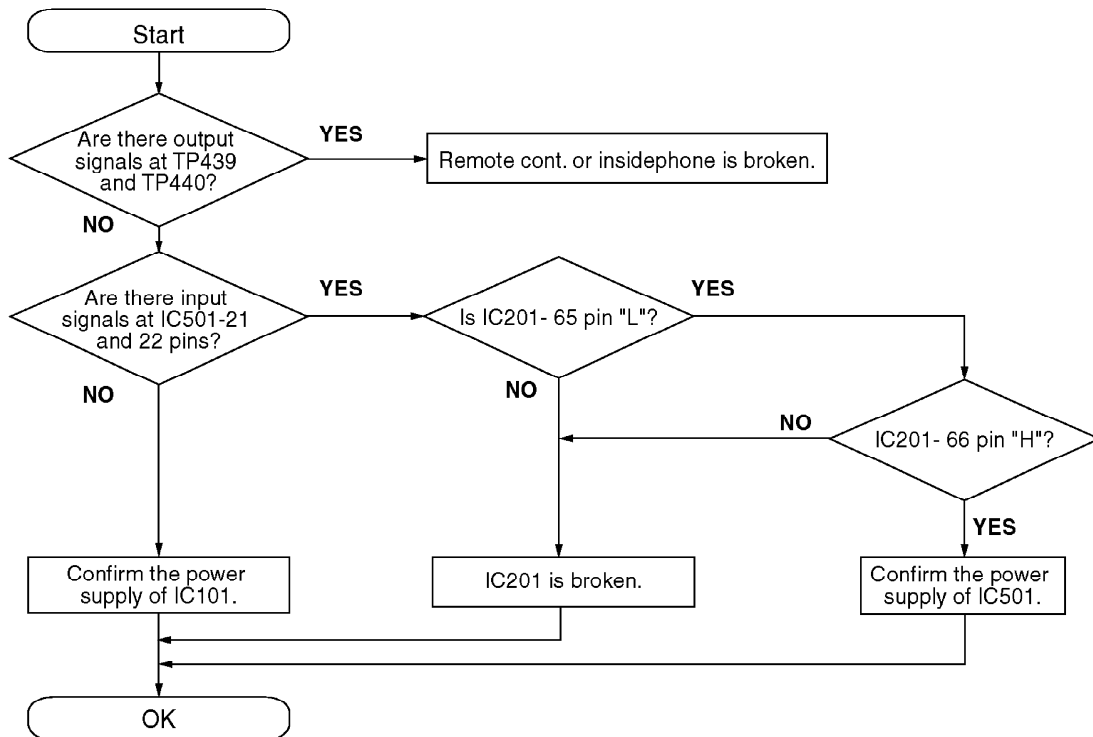 Start
Are there output
signals at TP439
and TP440?
YES
Remote cont. or insidephone is broken.
NO
Are there input
signals at IC501-21
and 22 pins?
YES
Is IC201- 65 pin "L"?
YES
NO
NO
NO
IC201- 66 pin "H"?
YES
Confirm the power
supply of IC101.
IC201 is broken.
Confirm the power
supply of IC501.
OK